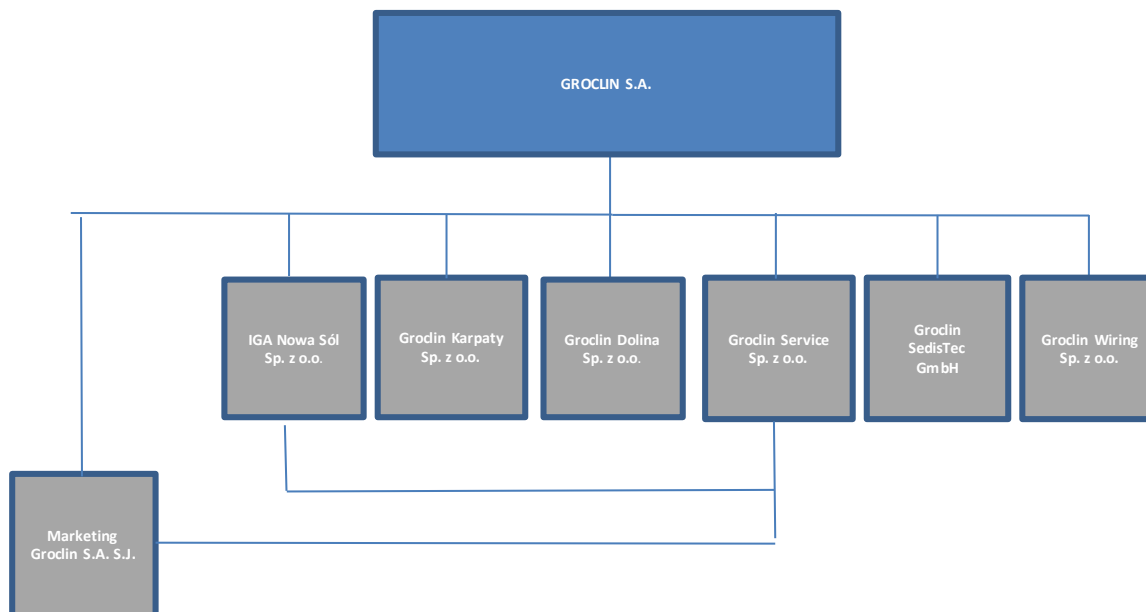 GROCLIN S.A.
IGA Nowa Sól
Sp. z o.o.
Groclin Karpaty
Sp. z o.o.
Groclin Dolina
Sp. z o.o.
Groclin Service
Sp. z o.o.
Groclin
SedisTec
GmbH
Groclin Wiring
Sp. z o.o.
Marketing
Groclin S.A. S.J.